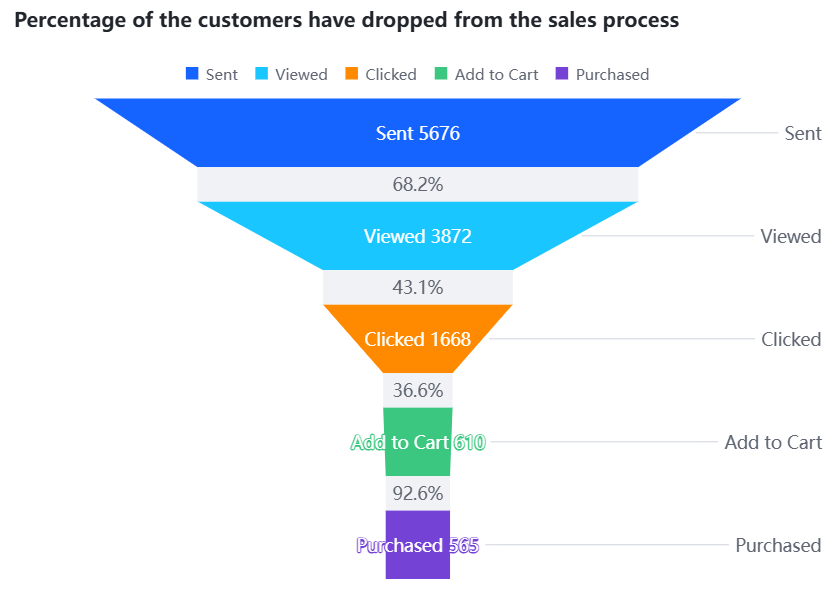 Percentage of the customers have dropped from the sales process
Sent Viewed Clicked Add to Cart Purchased
Sent 5676 Sent
68.2%
Viewed 3872 Viewed
43.1%
Clicked 1668 Clicked
36.6%
Add to Cart 610 Add to Cart
92.6%
Purchased 565 Purchased